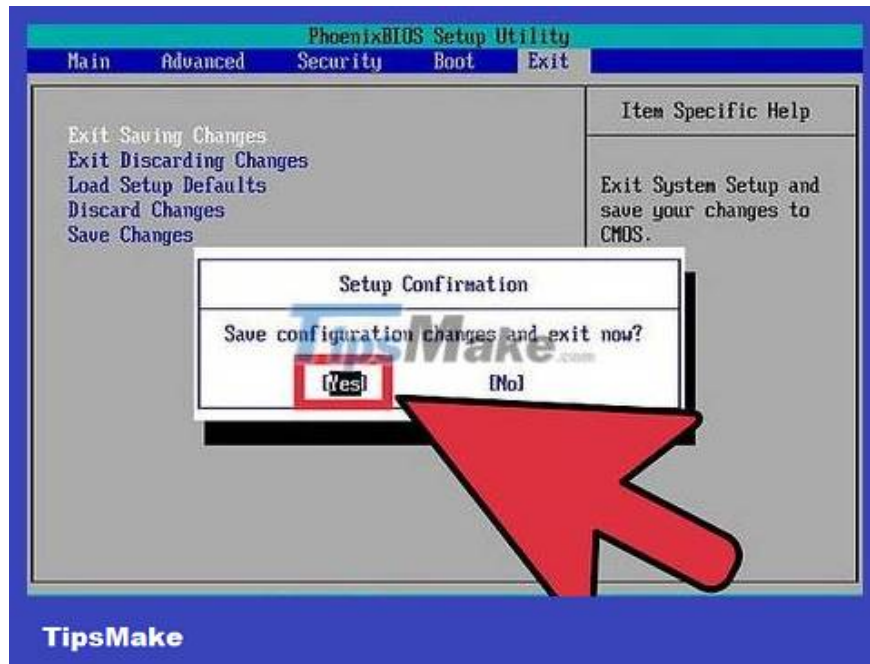 PhoenixBIOS Setup Utility
Main Advanced Security Boot Exit
Item Specific Help
Exit Saving Changes
Exit Discarding Changes
Load Setup Defaults
Discard Changes
Save Changes
Exit System Setup and
save your changes to
CMOS.
Setup Confirmation
Save configuration changes and exit now?
TipsMake.com
[Yes] [No]
TipsMake